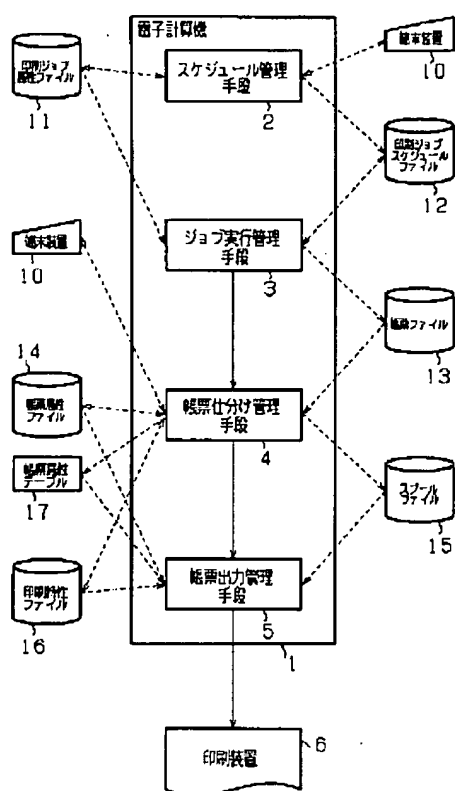 電子計算機
印刷ジョブ
属性ファイル
11
スケジュール管理
手段
2
端末装置
10
印刷ジョブ
スケジュール
ファイル
12
端末装置
10
ジョブ実行管理
手段
3
帳票ファイル
13
14
帳票属性
ファイル
帳票仕分け管理
手段
4
帳票属性
テーブル
17
スプール
ファイル
15
印刷特性
ファイル
16
帳票出力管理
手段
5
1
印刷装置
6